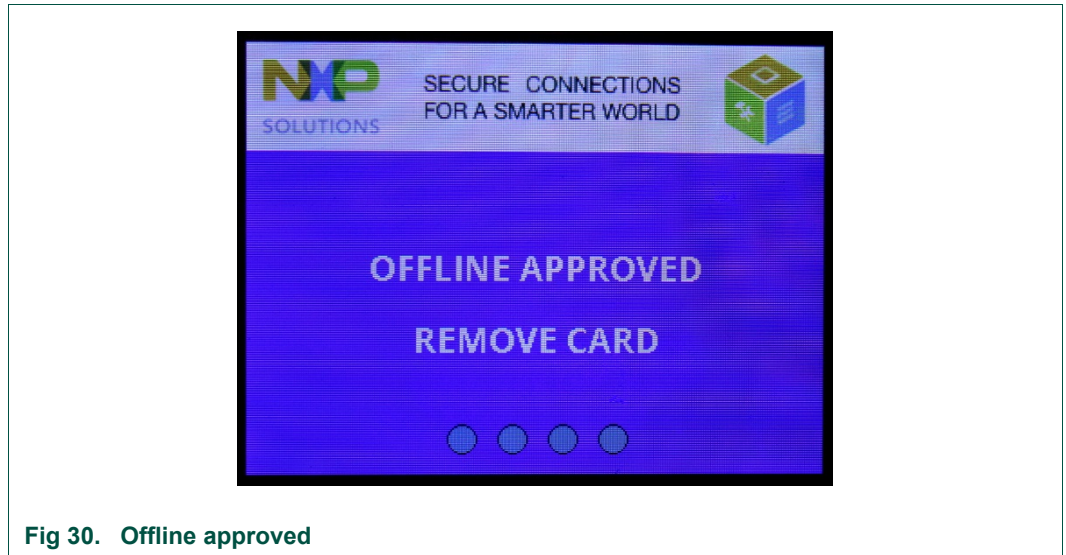 NXP
SOLUTIONS
SECURE CONNECTIONS
FOR A SMARTER WORLD
OFFLINE APPROVED
REMOVE CARD
Fig 30. Offline approved